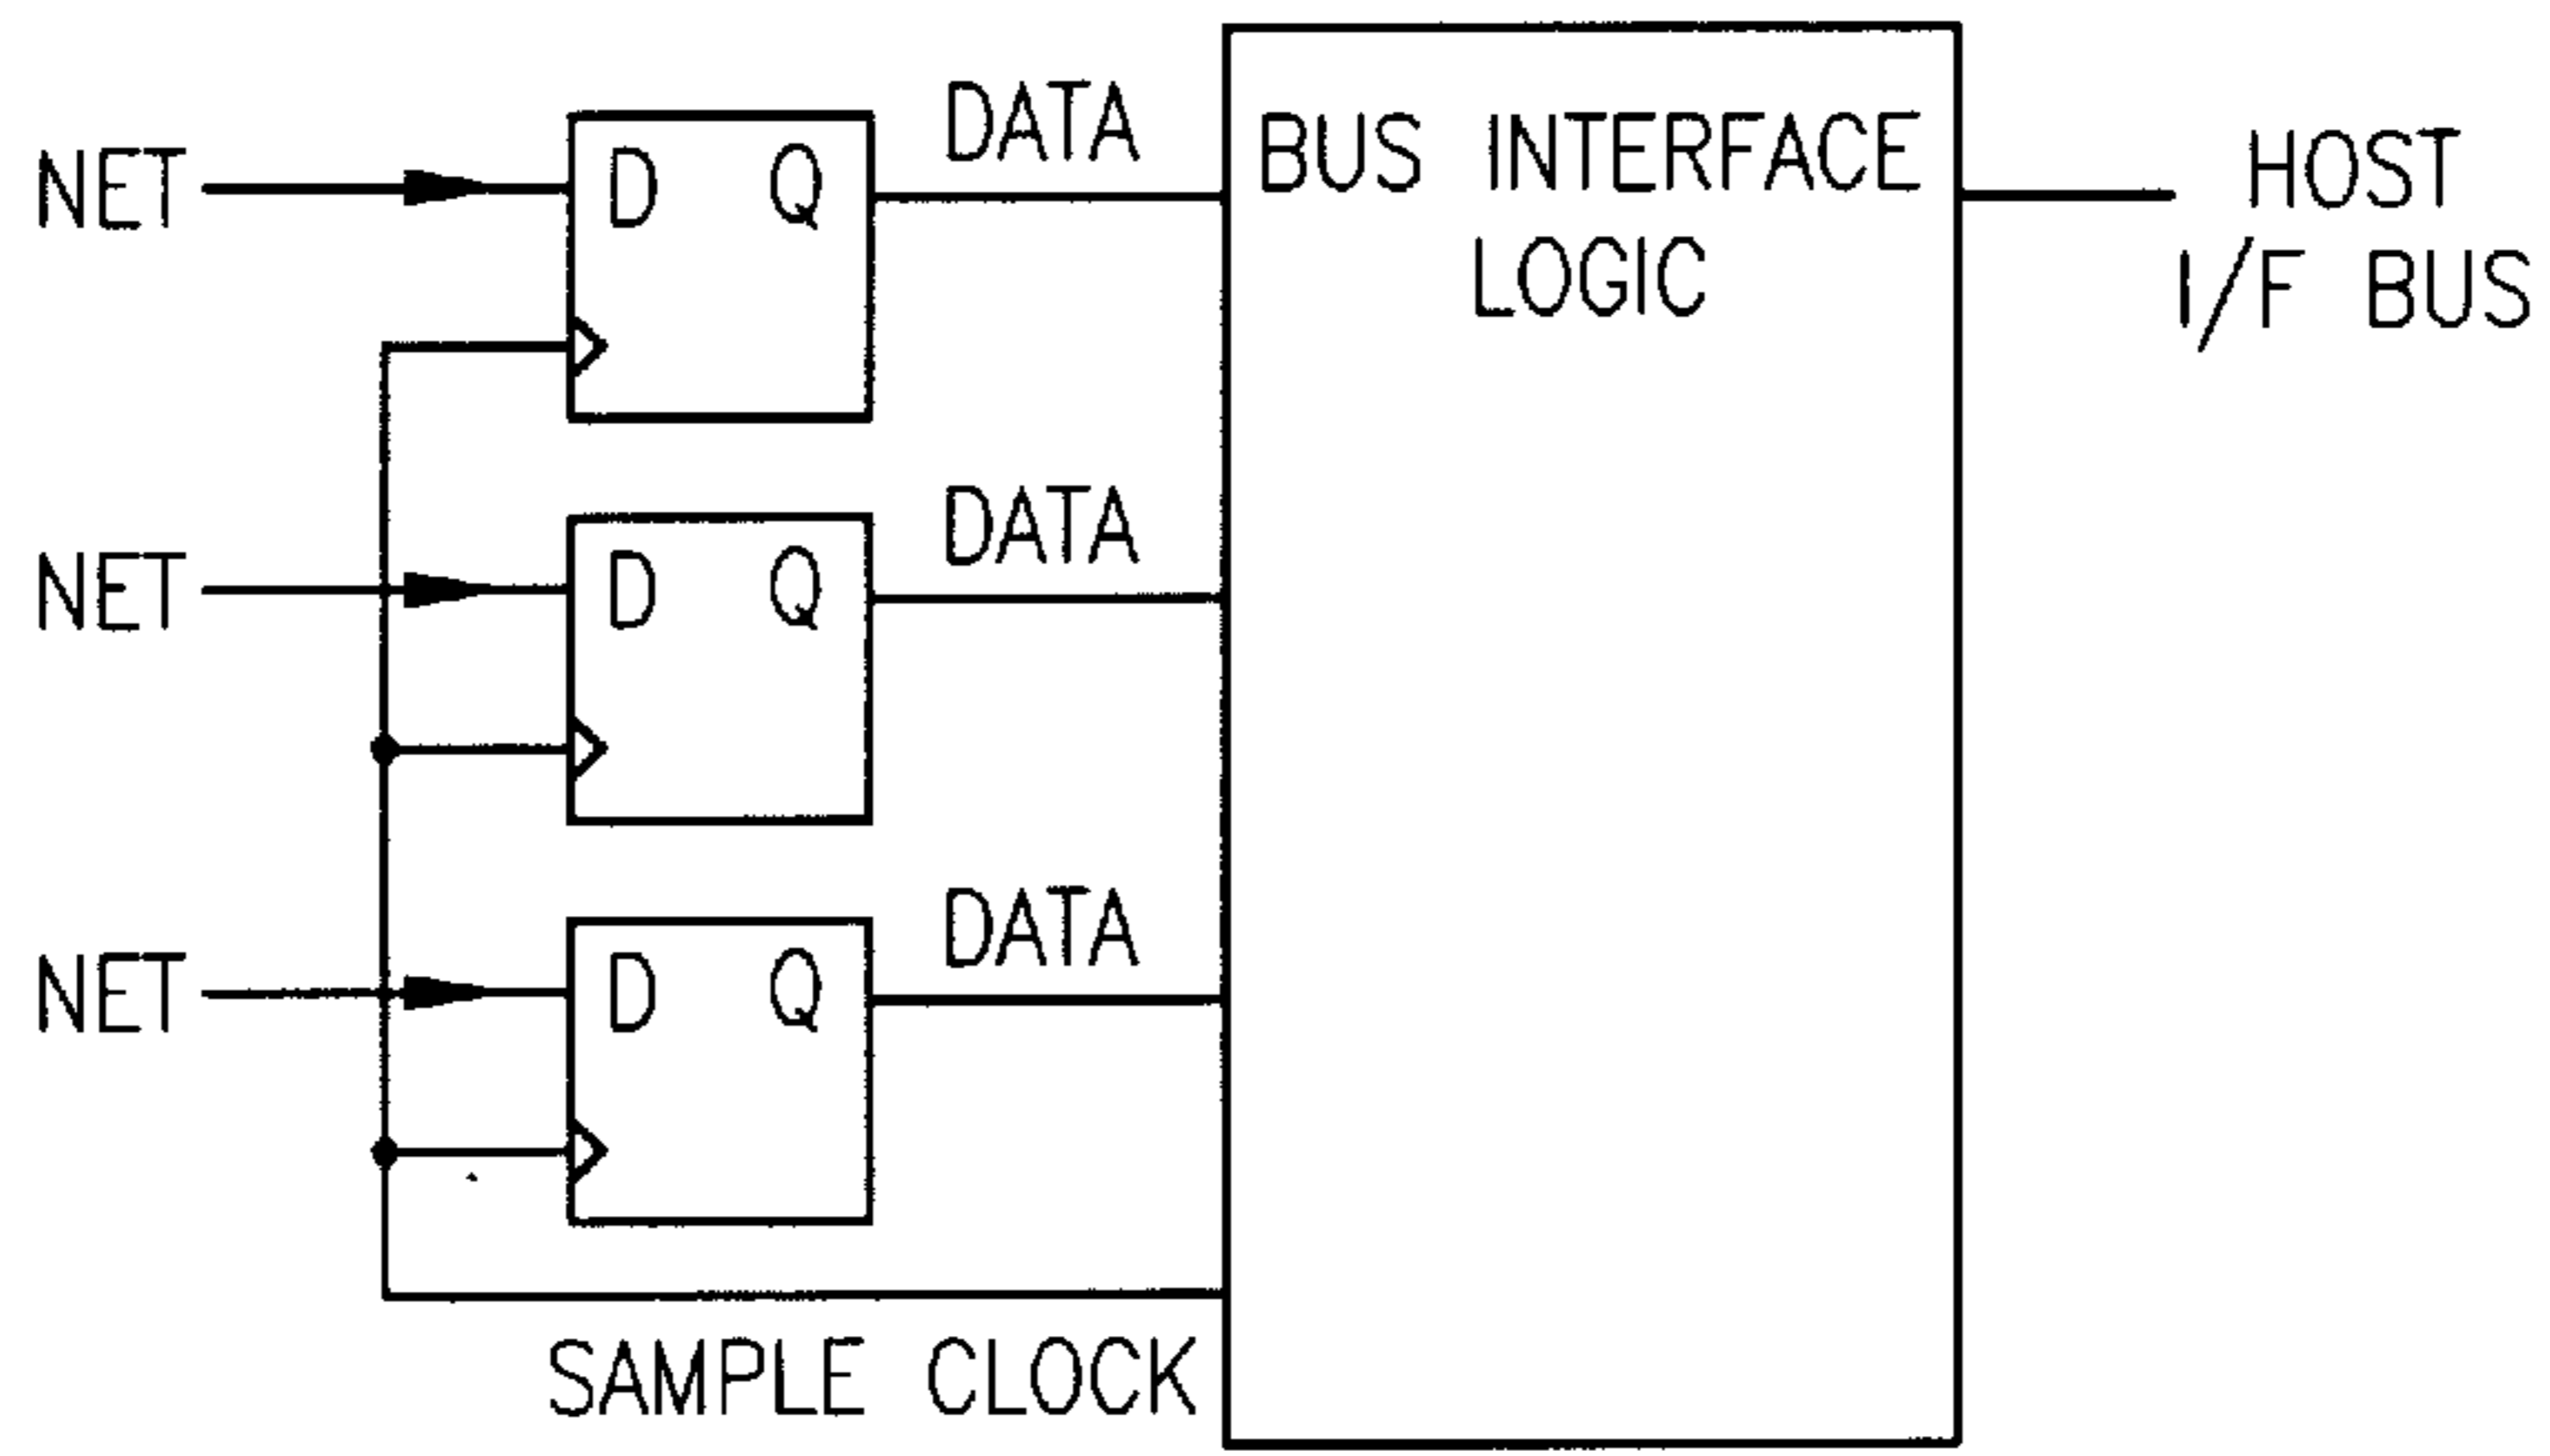 NET
D Q
DATA
BUS INTERFACE
LOGIC
HOST
I/F BUS
NET
D Q
DATA
NET
D Q
DATA
SAMPLE CLOCK